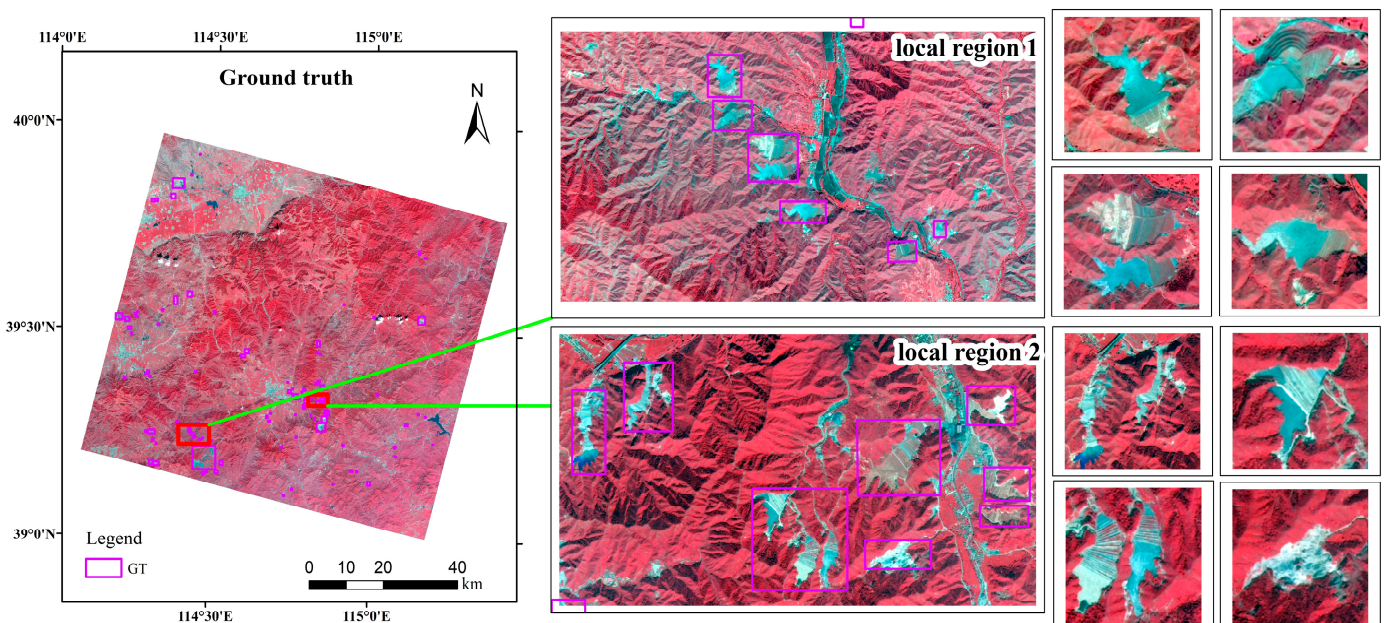 114°0'E 114°30'E 115°0'E
Ground truth
N
40°0'N
39°30'N
39°0'N
Legend
GT
0 10 20 40
km
114°30'E 115°0'E
local region 1
local region 2